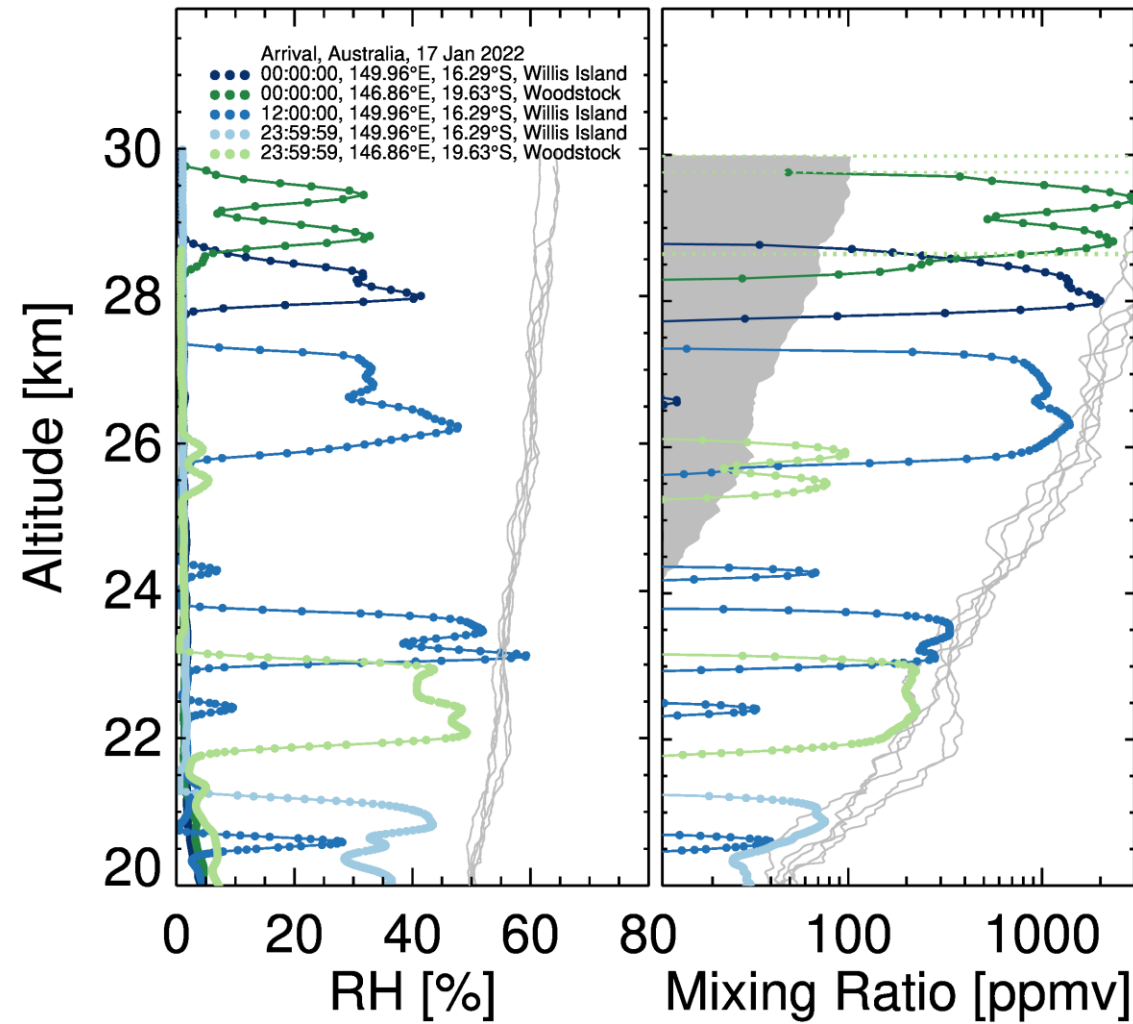 Arrival, Australia, 17 Jan 2022
00:00:00, 149.96°E, 16.29°S, Willis Island
00:00:00, 146.86°E, 19.63°S, Woodstock
12:00:00, 149.96°E, 16.29°S, Willis Island
23:59:59, 149.96°E, 16.29°S, Willis Island
23:59:59, 146.86°E, 19.63°S, Woodstock
Altitude [km]
30
28
26
24
22
20
0 20 40 60 80 100 1000
RH [%] Mixing Ratio [ppmv]